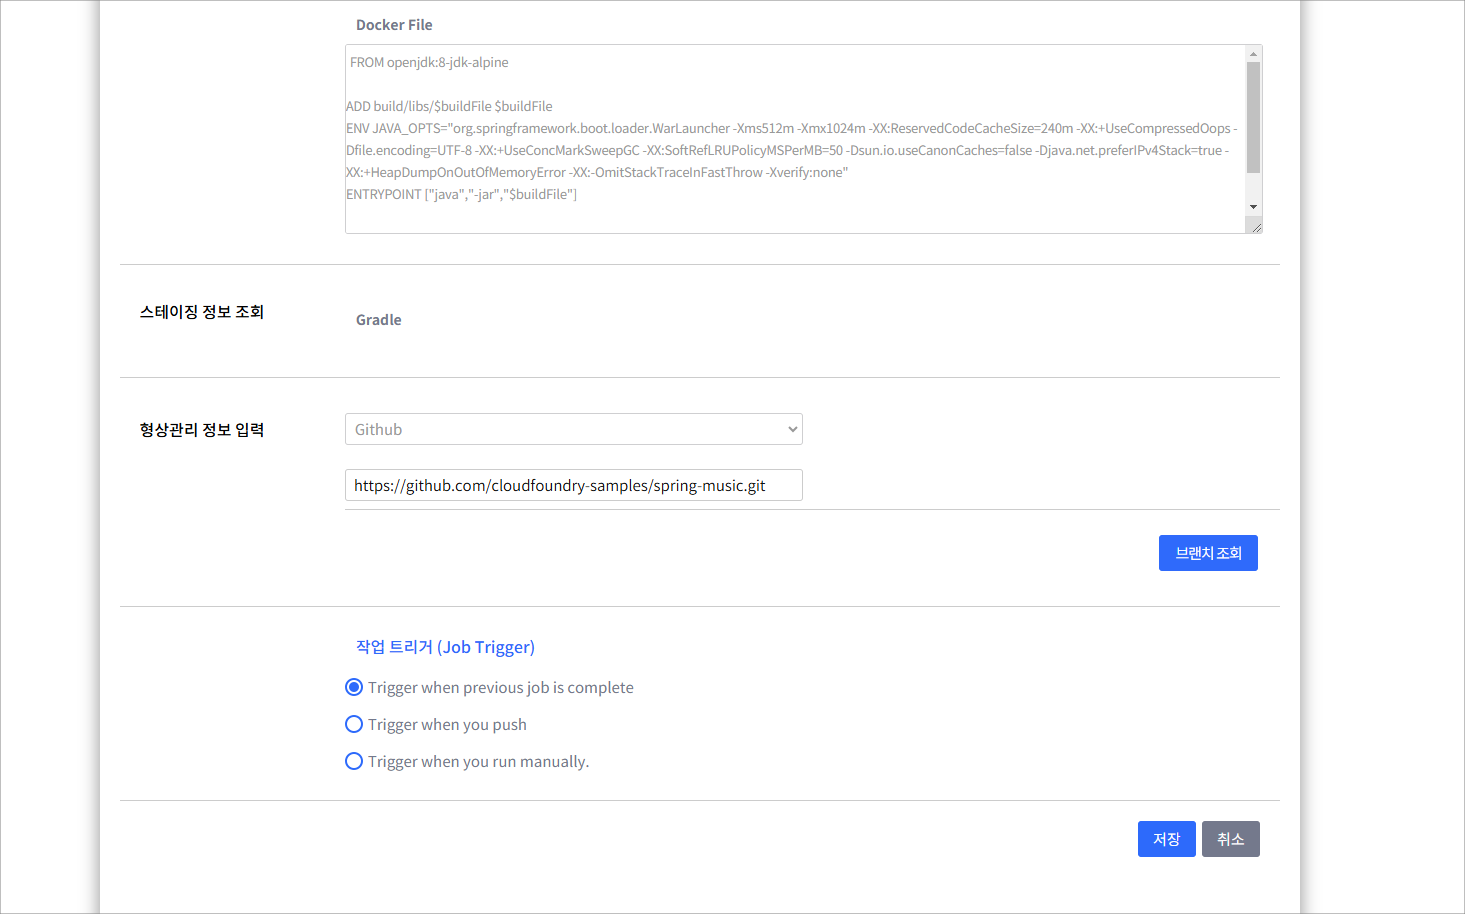 Docker File
FROM openjdk:8-jdk-alpine
ADD build/libs/$buildFile $buildFile
ENV JAVA_OPTS="org.springframework.boot.loader.WarLauncher -Xms512m -Xmx1024m -XX:ReservedCodeCacheSize=240m -XX:+UseCompressedOops -
Dfile.encoding=UTF-8 -XX:+UseConcMarkSweepGC -XX:SoftRefLRUPolicyMSPerMB=50 -Dsun.io.useCanonCaches=false -Djava.net.preferIPv4Stack=true -
XX:+HeapDumpOnOutOfMemoryError -XX:-OmitStackTraceInFastThrow -Xverify:none"
ENTRYPOINT ["java","-jar","$buildFile"]
스테이징 정보 조회
Gradle
형상관리 정보 입력
Github
https://github.com/cloudfoundry-samples/spring-music.git
브랜치 조회
작업 트리거 (Job Trigger)
Trigger when previous job is complete
Trigger when you push
Trigger when you run manually.
저장 취소